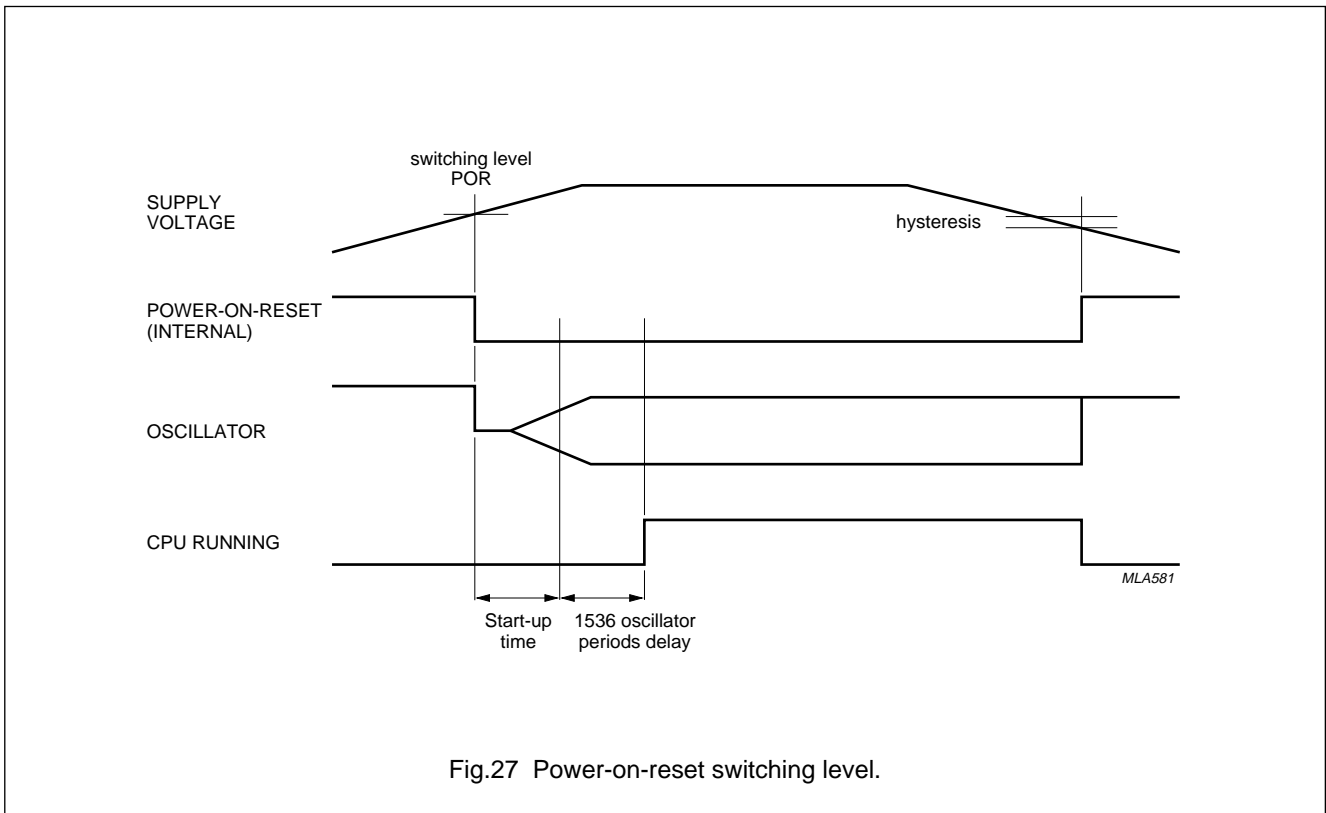 switching level
POR
SUPPLY
VOLTAGE
hysteresis
POWER-ON-RESET
(INTERNAL)
OSCILLATOR
CPU RUNNING
MLA581
Start-up
time
1536 oscillator
periods delay
Fig.27 Power-on-reset switching level.